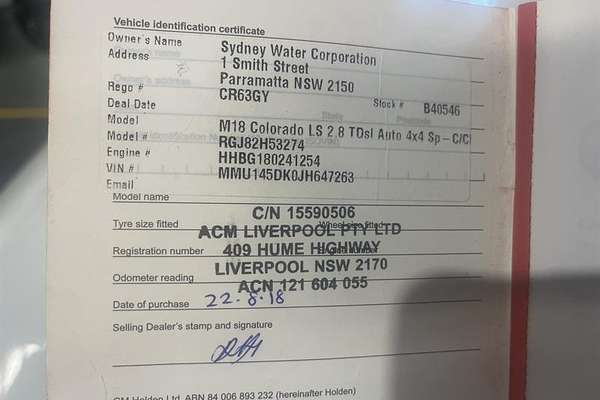 Vehicle identification certificate
Owner's Name Sydney Water Corporation
Address 1 Smith Street
Parramatta NSW 2150
Rego # CR63GY
Deal Date Stock # B40546
Model M18 Colorado LS 2.8 TDsl Auto 4x4 5p - C/C
Model # RGJ82H53274
Engine # HHBG180241254
VIN # MMU145DK0JH647263
Email
Model name
C/N 15590506
Tyre size fitted Wheel size fitted
ACM LIVERPOOL PTY LTD
Registration number
409 HUME HIGHWAY
LIVERPOOL NSW 2170
Odometer reading
ACN 121 604 055
Date of purchase 22.8.18
Selling Dealer's stamp and signature
GM Holden Ltd. ABN 84 006 893 232 (hereinafter Holden)